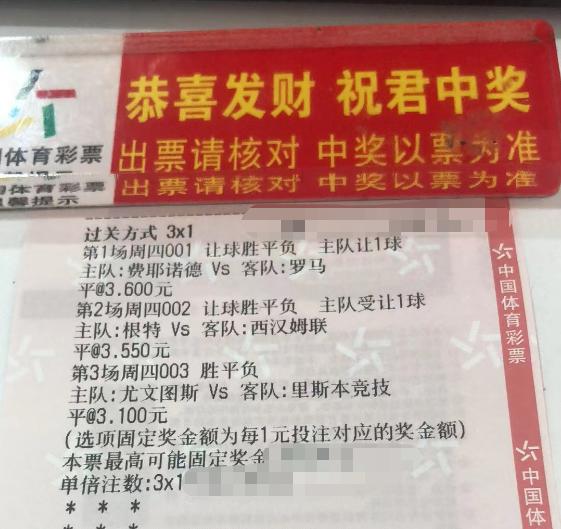 恭喜发财 祝君中奖
国体育彩票
出票请核对 中奖以票为准
国体育彩票
出票请核对 中奖以票为准
温馨提示
过关方式 3x1
第1场周四001 让球胜平负 主队让1球
主队:费耶诺德 Vs 客队:罗马
平@3.600元
第2场周四002 让球胜平负 主队受让1球
主队:根特 Vs 客队:西汉姆联
平@3.550元
第3场周四003 胜平负
主队:尤文图斯 Vs 客队:里斯本竞技
平@3.100元
(选项固定奖金额为每1元投注对应的奖金额)
本票最高可能固定奖金
单倍注数:3x1
* * *
* * *
中国体育彩票
中国体